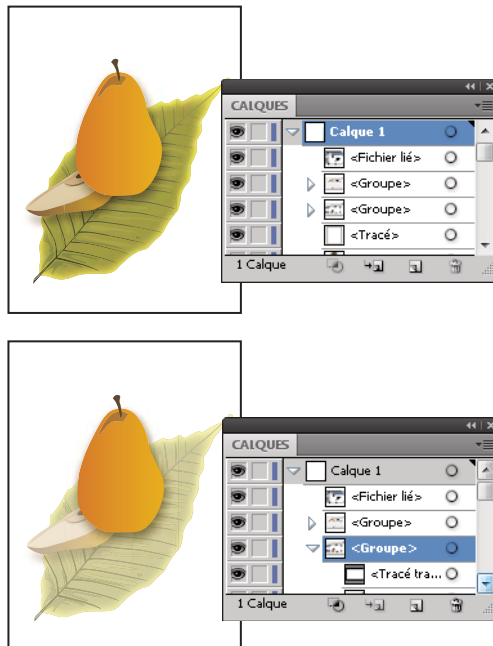 CALQUES
Calque 1
<Fichier lié>
<Groupe>
<Groupe>
<Tracé>
1 Calque
CALQUES
Calque 1
<Fichier lié>
<Groupe>
<Groupe>
<Tracé tra...
1 Calque